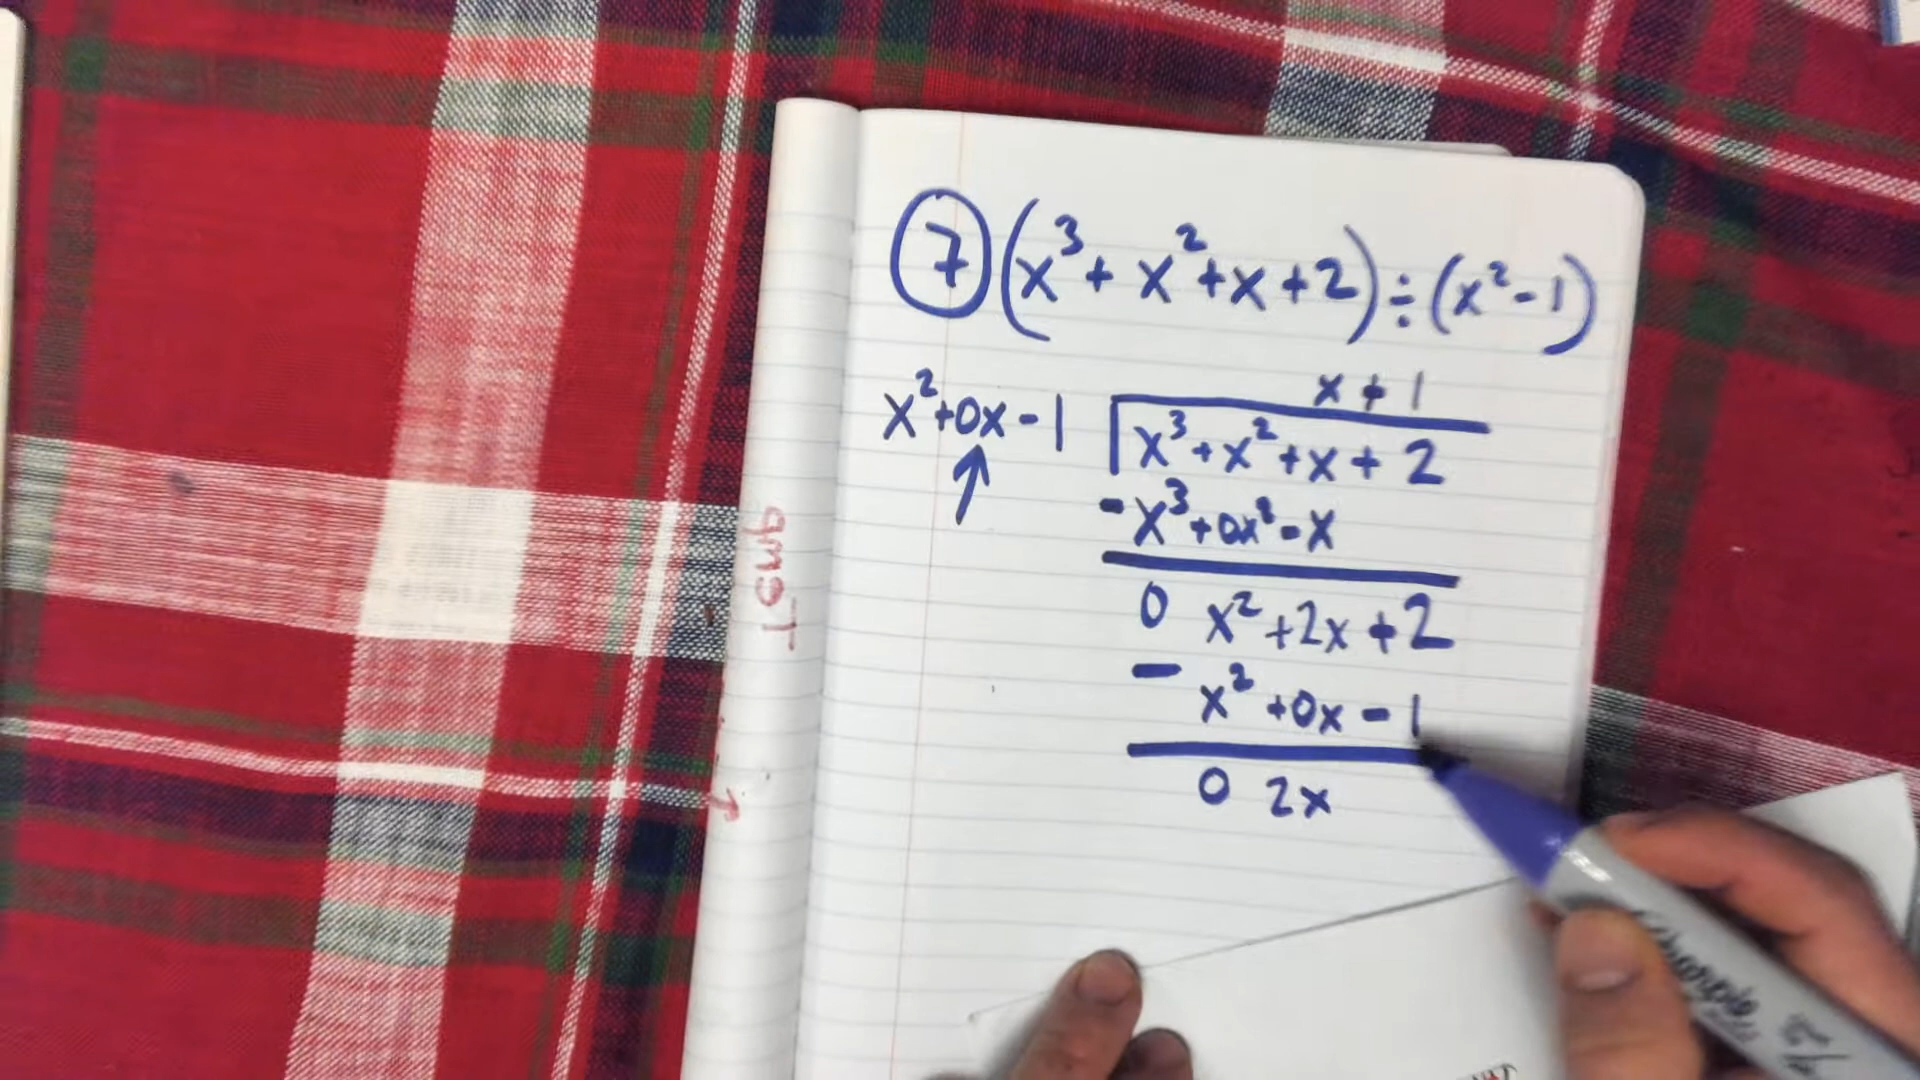 ⑦ (x³ + x² + x + 2) ÷ (x² - 1)
x + 1
x² + 0x - 1 x³ + x² + x + 2
↑ - x³ + 0x² - x
0 x² + 2x + 2
- x² + 0x - 1
0 2x